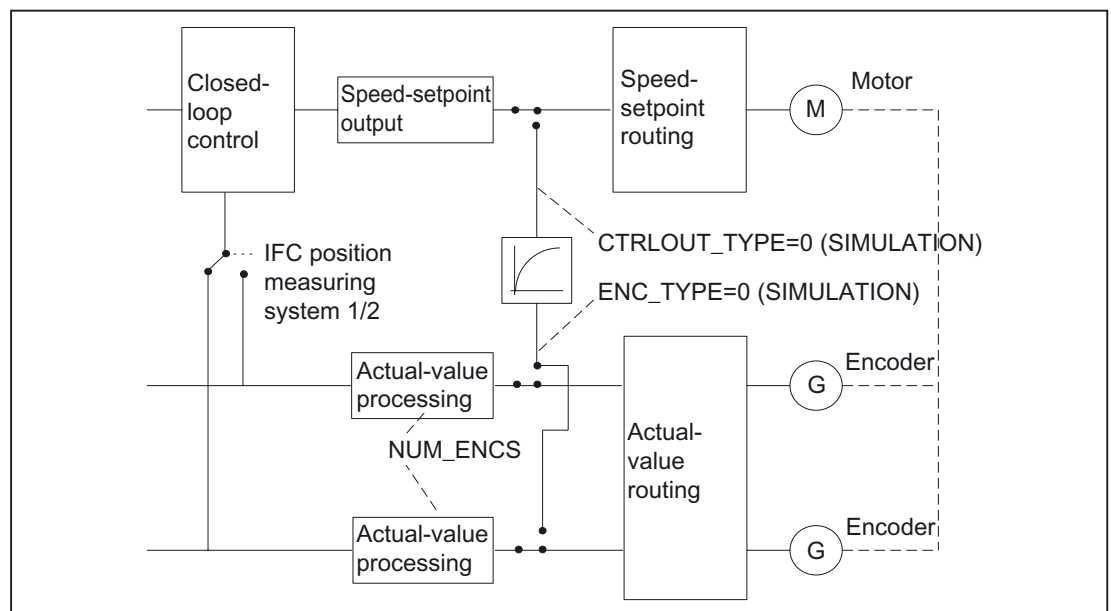 Closed-
loop
control
Speed-setpoint
output
Speed-
setpoint
routing
Motor
M
CTRLOUT_TYPE=0 (SIMULATION)
IFC position
measuring
system 1/2
ENC_TYPE=0 (SIMULATION)
Actual-value
processing
Encoder
G
NUM_ENCS
Actual-
value
routing
Actual-value
processing
Encoder
G